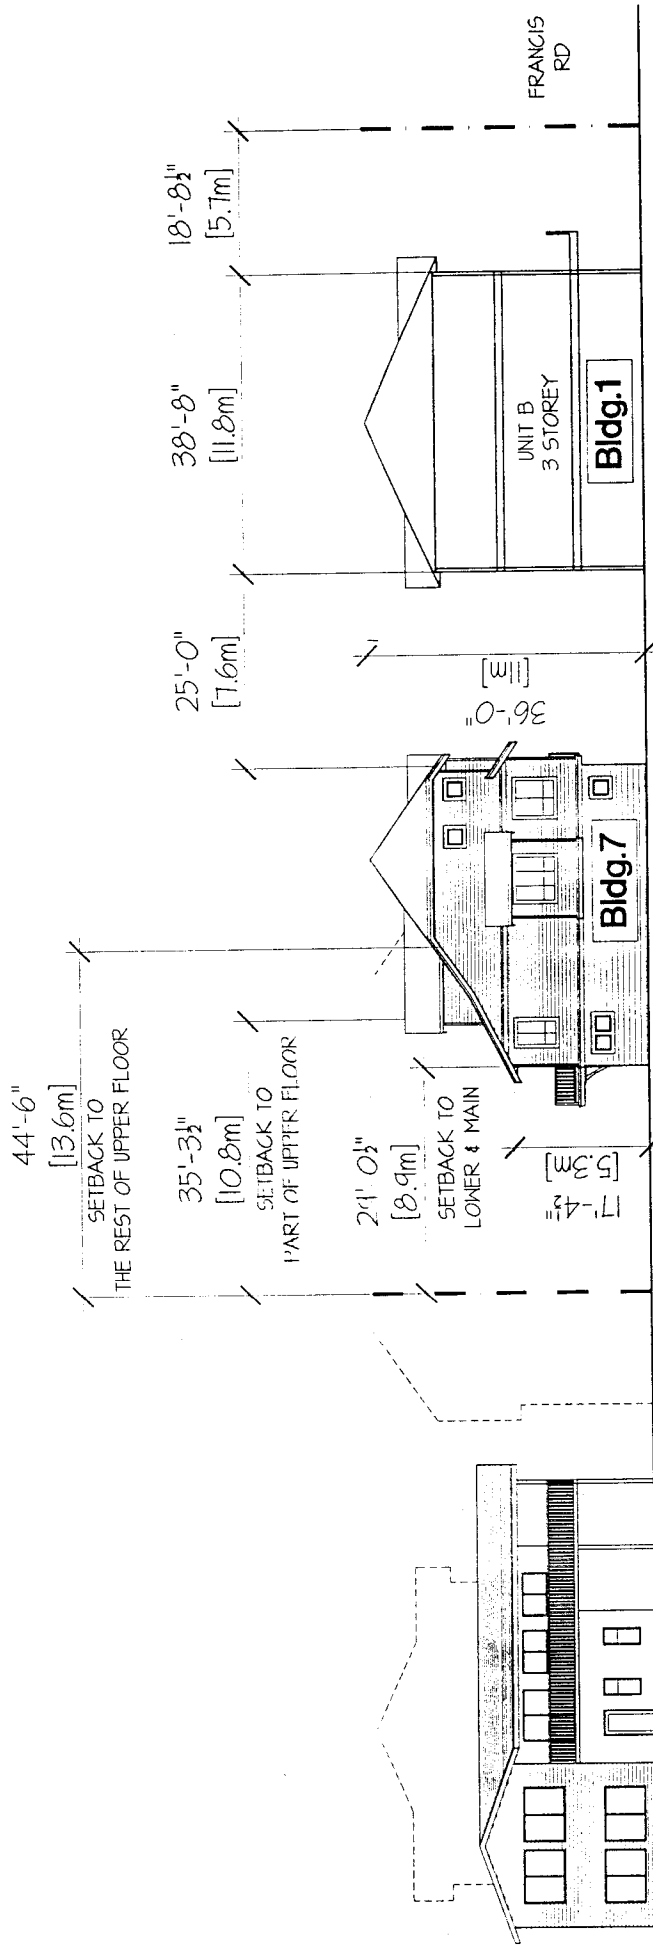 44'-6"
[13.6m]
SETBACK TO
THE REST OF UPPER FLOOR
35'-3½"
[10.8m]
SETBACK TO
PART OF UPPER FLOOR
29'-0½"
[8.9m]
SETBACK TO
LOWER & MAIN
17'-4½"
[5.3m]
25'-0"
[7.6m]
36'-0"
[11m]
38'-8"
[11.8m]
18'-8½"
[5.7m]
Bldg.7
UNIT B
3 STOREY
Bldg.1
FRANCIS
RD